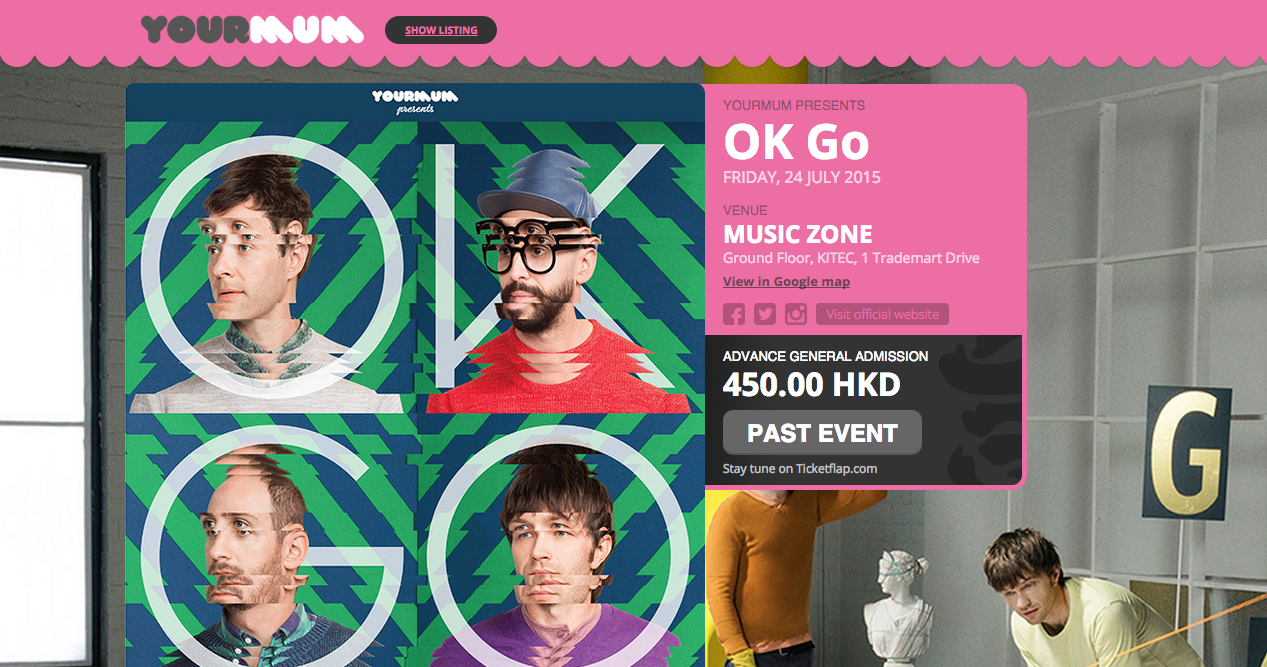 YOURMUM
SHOW LISTING
YOURMUM
presents
OK
GO
YOURMUM PRESENTS
OK Go
FRIDAY, 24 JULY 2015
VENUE
MUSIC ZONE
Ground Floor, KITEC, 1 Trademart Drive
View in Google map
Visit official website
ADVANCE GENERAL ADMISSION
450.00 HKD
PAST EVENT
Stay tune on Ticketflap.com
G